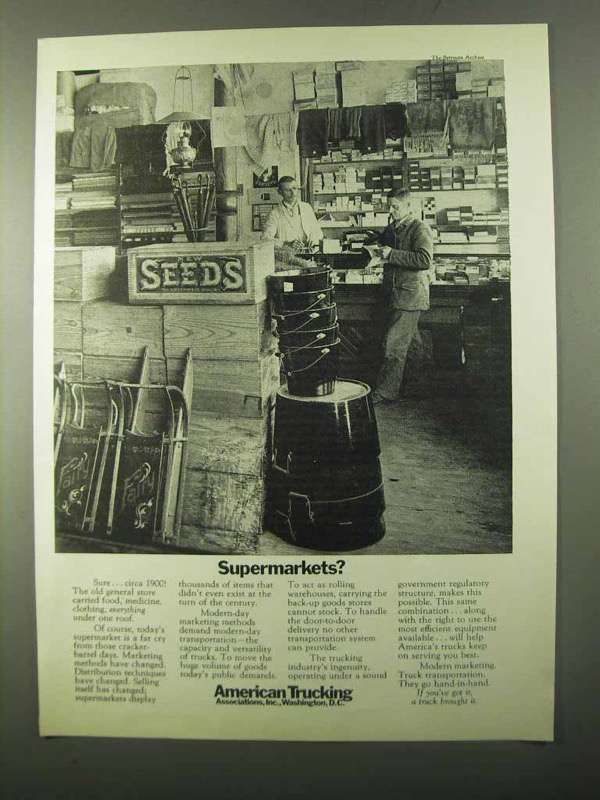 The Bettmann Archive
SEEDS
Fairy
Fairy
Supermarkets?
Sure . . . circa 1900!
The old general store
carried food, medicine,
clothing, everything
under one roof.
Of course, today's
supermarket is a far cry
from those cracker-
barrel days. Marketing
methods have changed.
Distribution techniques
have changed. Selling
itself has changed;
supermarkets display
thousands of items that
didn't even exist at the
turn of the century.
Modern-day
marketing methods
demand modern-day
transportation—the
capacity and versatility
of trucks. To move the
huge volume of goods
today's public demands.
To act as rolling
warehouses, carrying the
back-up goods stores
cannot stock. To handle
the door-to-door
delivery no other
transportation system
can provide.
The trucking
industry's ingenuity,
operating under a sound
government regulatory
structure, makes this
possible. This same
combination . . . along
with the right to use the
most efficient equipment
available . . . will help
America's trucks keep
on serving you best.
Modern marketing.
Truck transportation.
They go hand-in-hand.
If you've got it,
a truck brought it.
American Trucking
Associations, Inc., Washington, D.C.